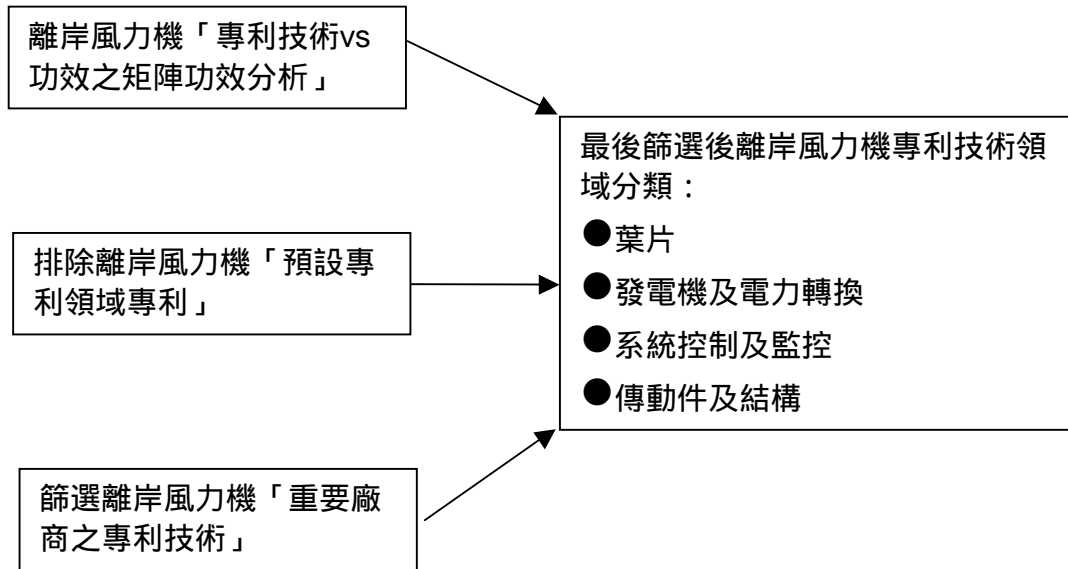 離岸風力機「專利技術vs
功效之矩陣功效分析」
排除離岸風力機「預設專
利領域專利」
篩選離岸風力機「重要廠
商之專利技術」
最後篩選後離岸風力機專利技術領
域分類：
●葉片
●發電機及電力轉換
●系統控制及監控
●傳動件及結構